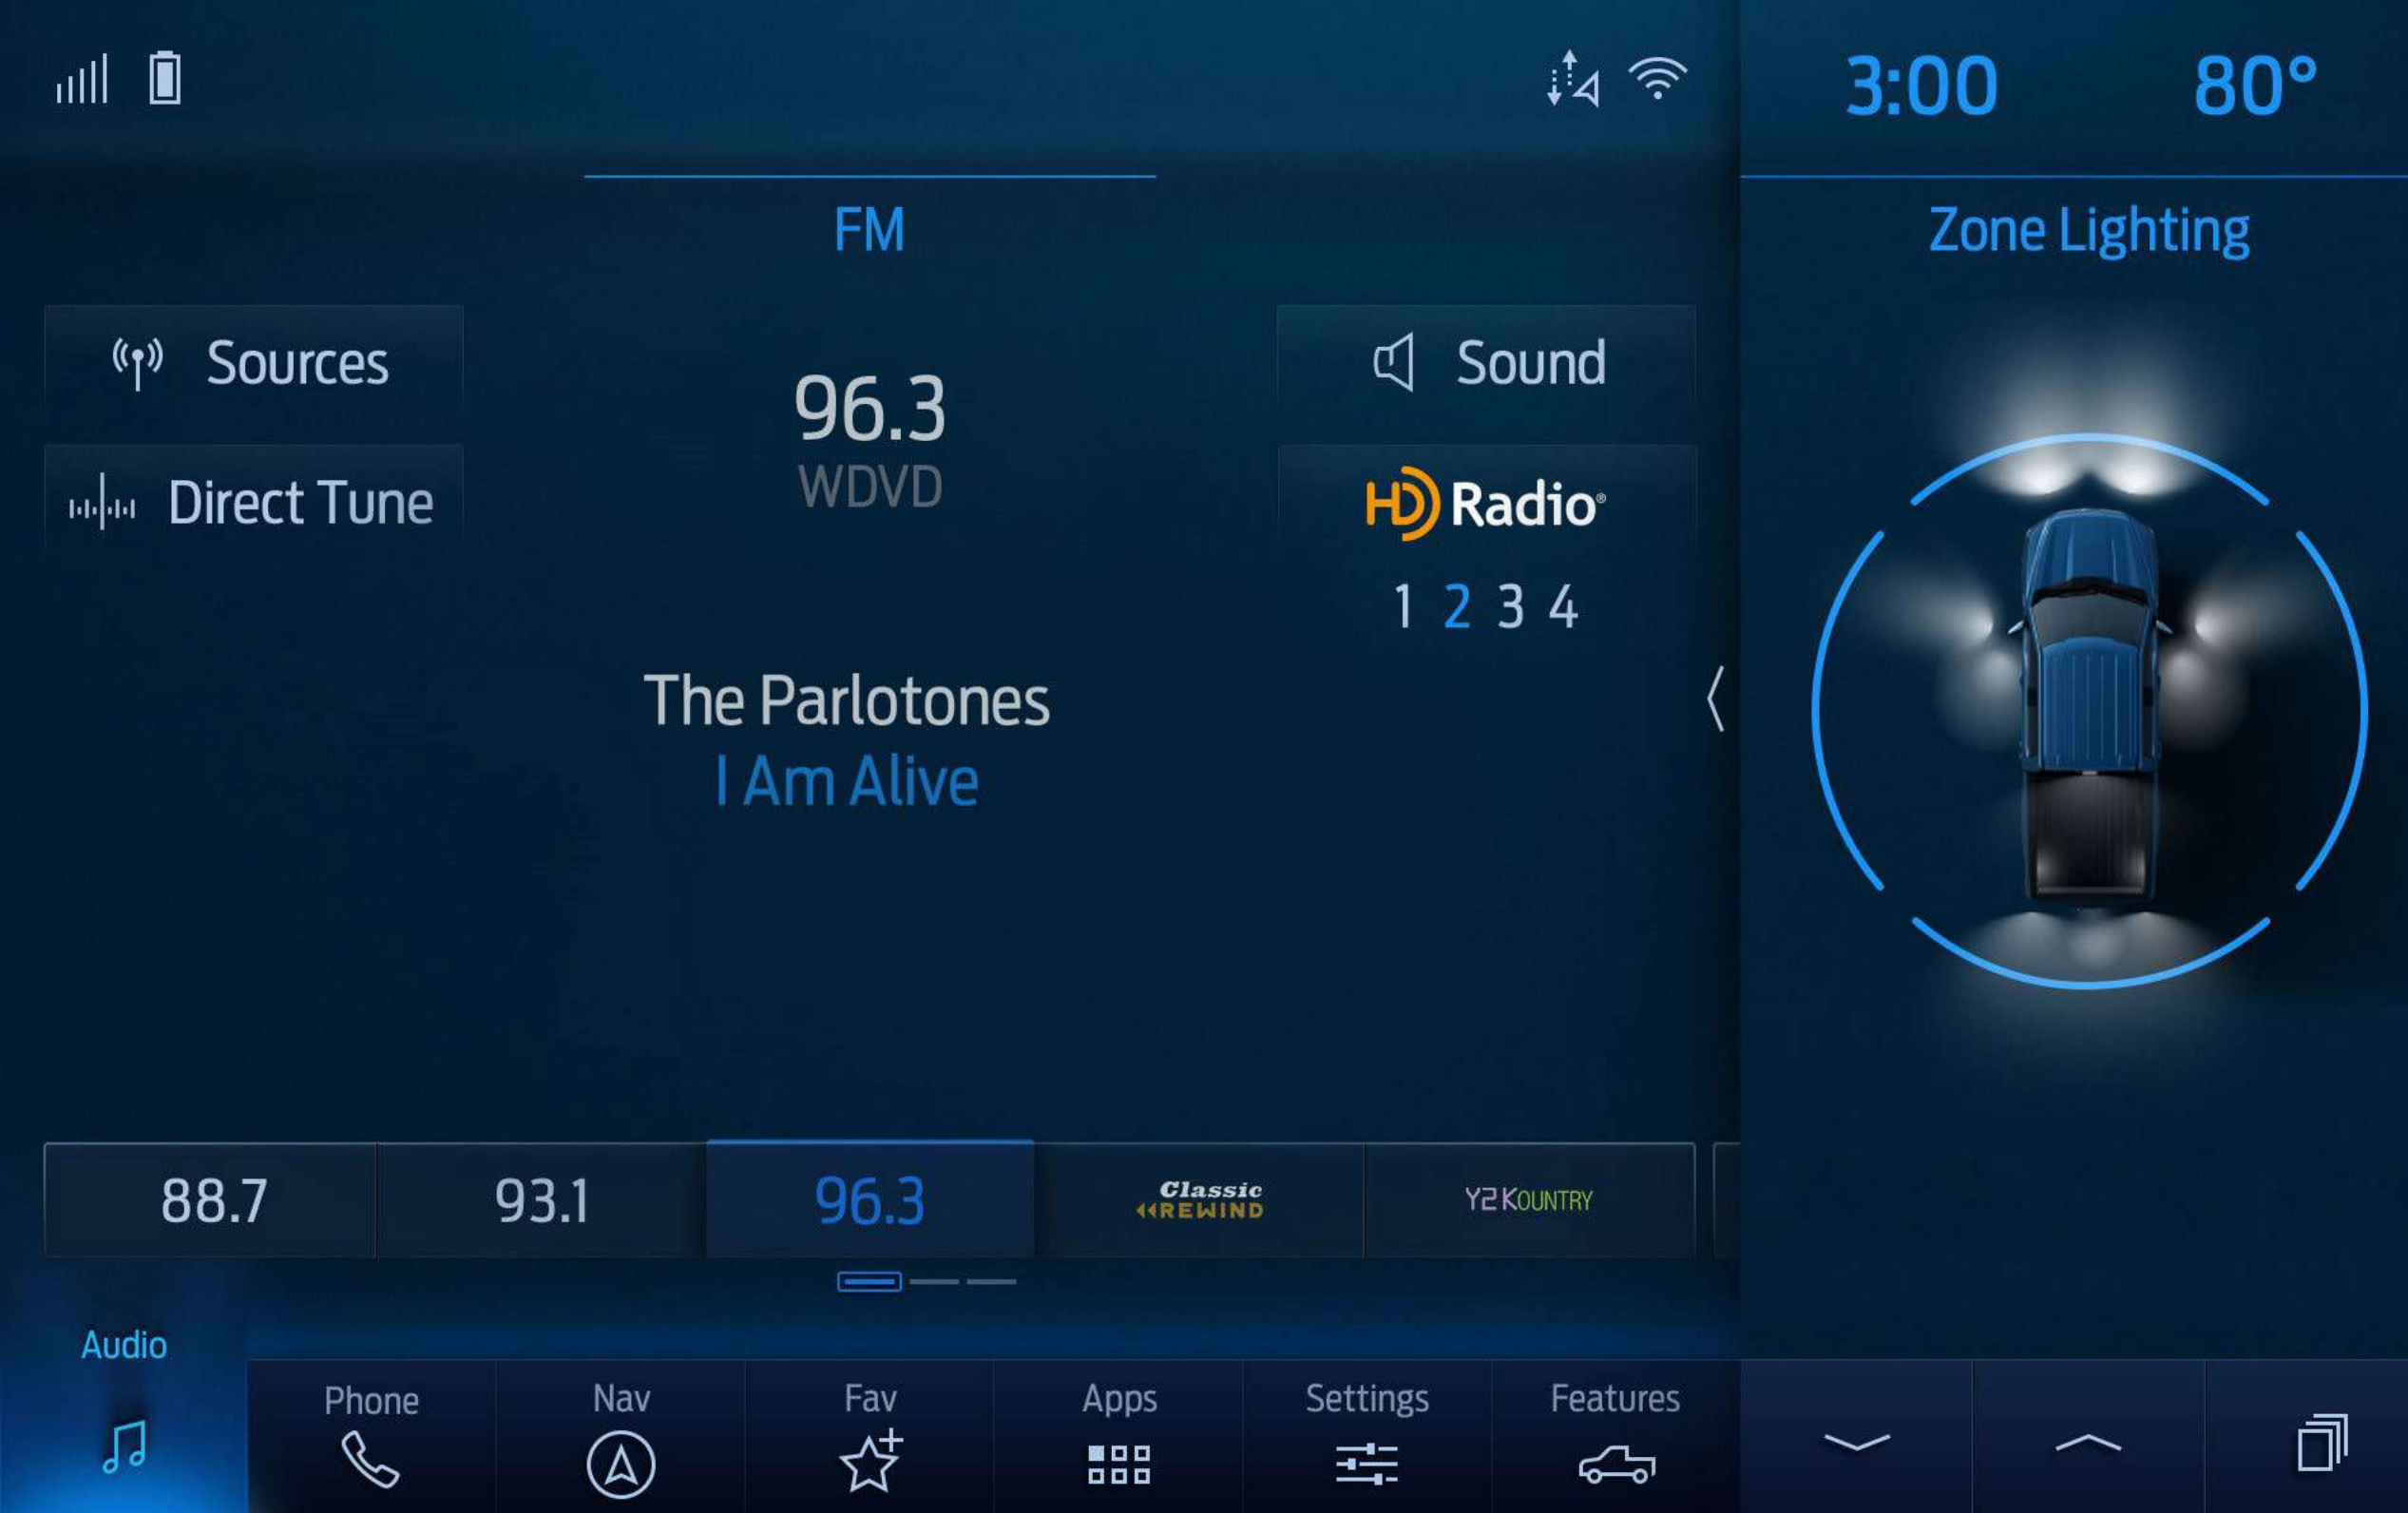 3:00 80°
FM
Zone Lighting
Sources
Sound
96.3
WDVD
Direct Tune
HD Radio®
1 2 3 4
The Parlotones
I Am Alive
88.7
93.1
96.3
Classic
REWIND
Y2KOUNTRY
Audio
Phone
Nav
Fav
Apps
Settings
Features